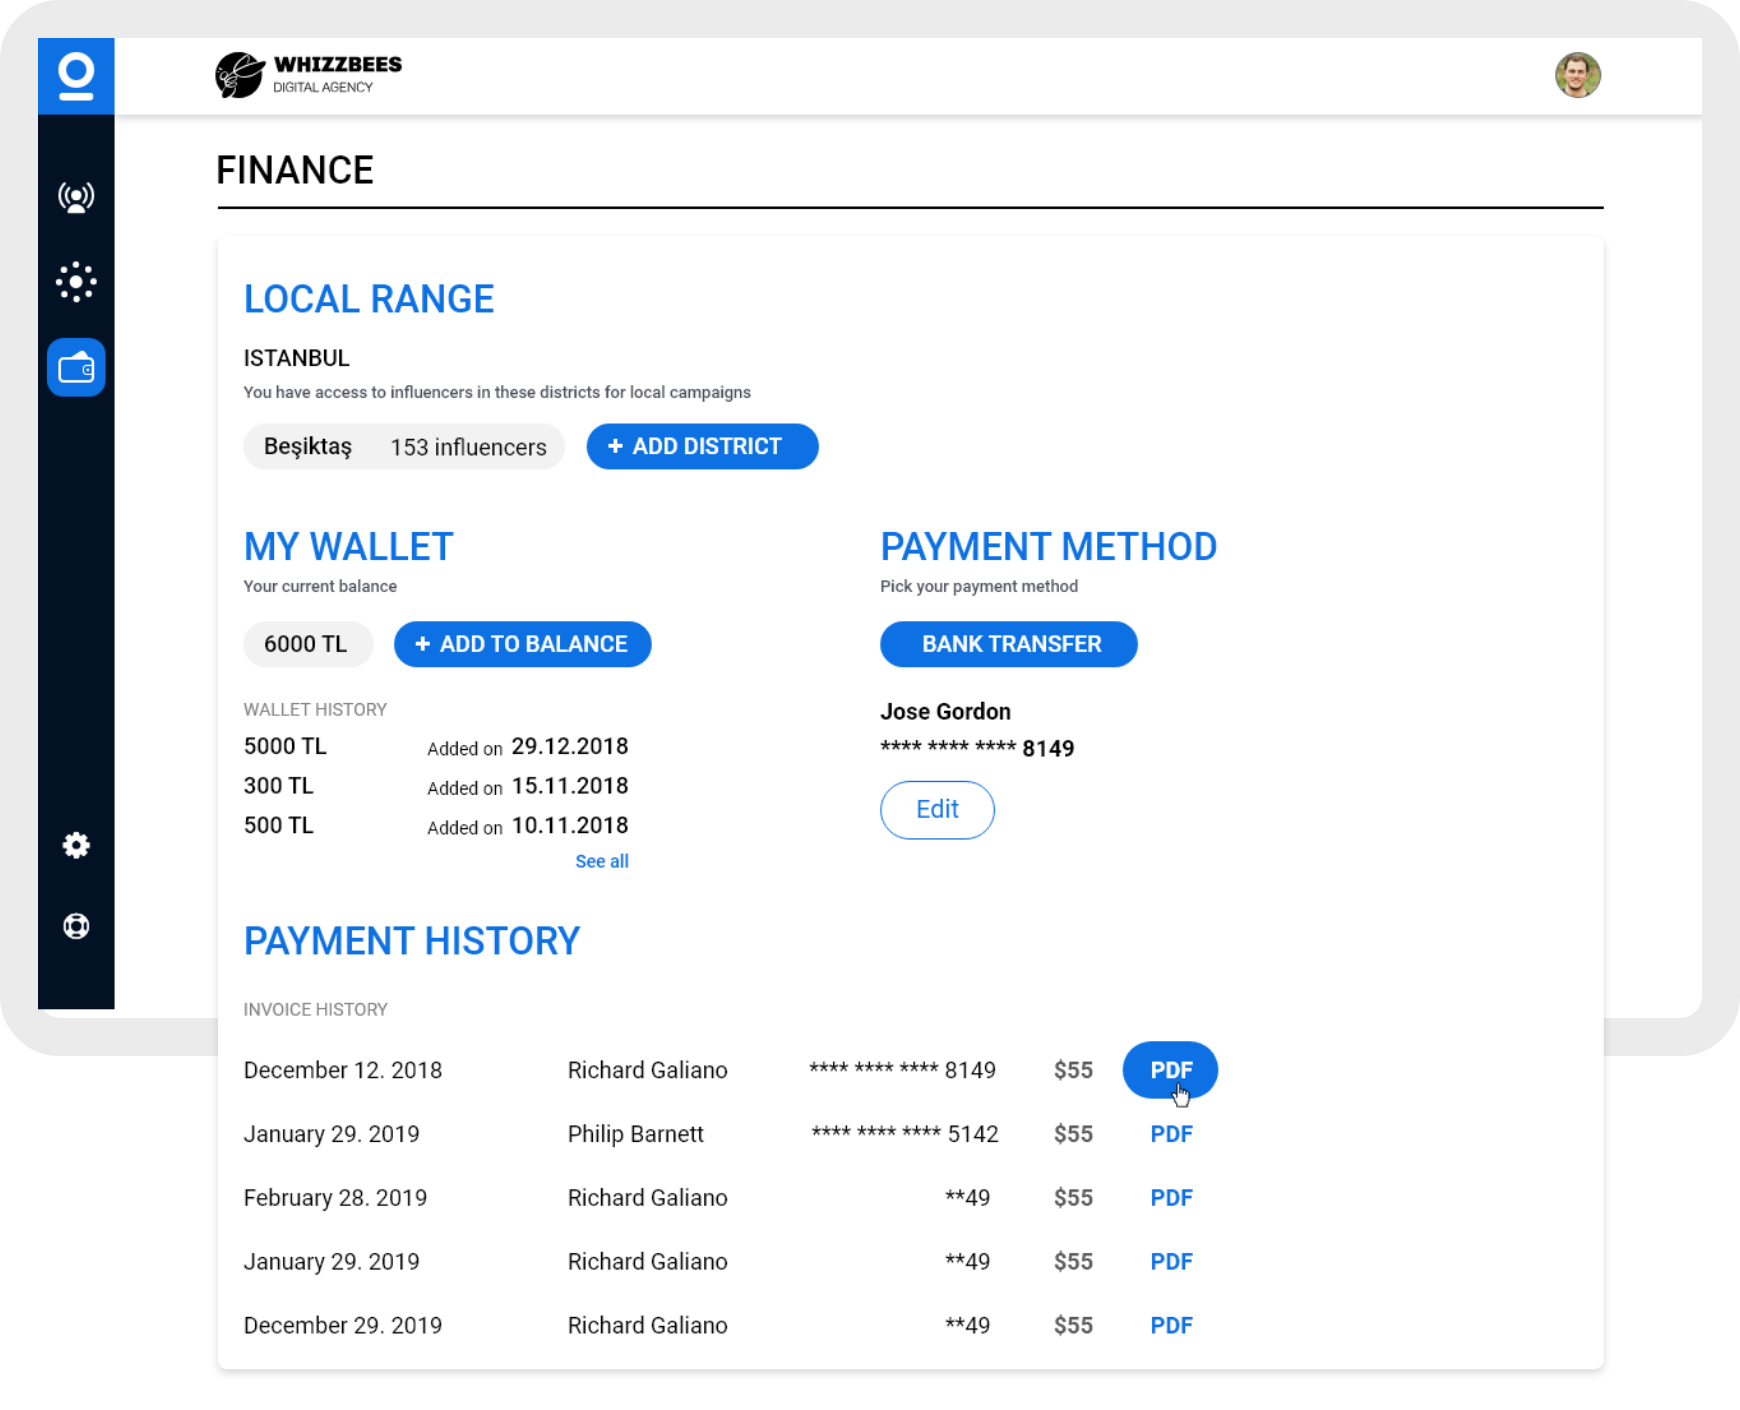 WHIZZBEES
DIGITAL AGENCY
FINANCE
LOCAL RANGE
ISTANBUL
You have access to influencers in these districts for local campaigns
Beşiktaş 153 influencers + ADD DISTRICT
MY WALLET
Your current balance
6000 TL + ADD TO BALANCE
WALLET HISTORY
5000 TL Added on 29.12.2018
300 TL Added on 15.11.2018
500 TL Added on 10.11.2018
See all
PAYMENT METHOD
Pick your payment method
BANK TRANSFER
Jose Gordon
**** **** **** 8149
Edit
PAYMENT HISTORY
INVOICE HISTORY
December 12. 2018 Richard Galiano **** **** **** 8149 $55 PDF
January 29. 2019 Philip Barnett **** **** **** 5142 $55 PDF
February 28. 2019 Richard Galiano **49 $55 PDF
January 29. 2019 Richard Galiano **49 $55 PDF
December 29. 2019 Richard Galiano **49 $55 PDF